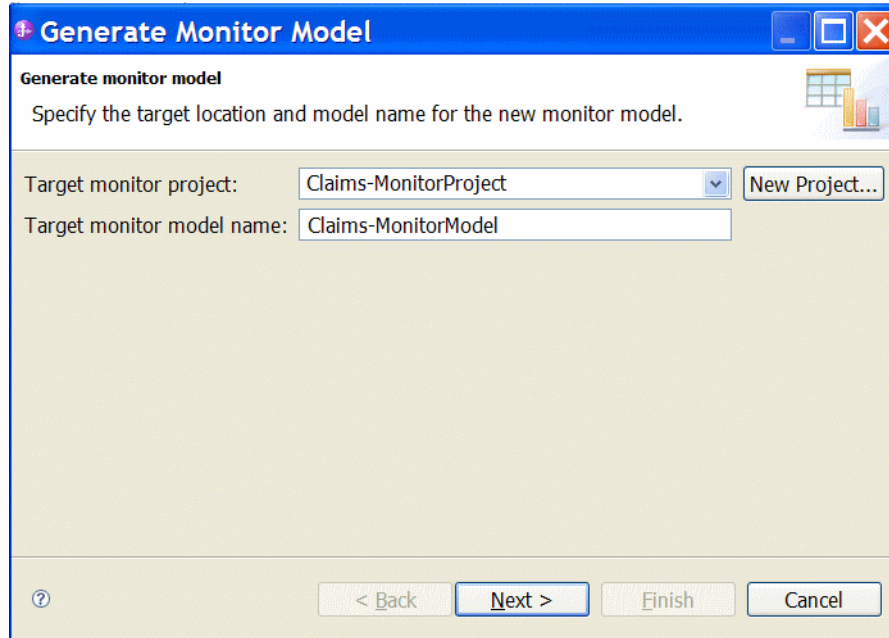 Generate Monitor Model
Generate monitor model
Specify the target location and model name for the new monitor model.
Target monitor project: Claims-MonitorProject New Project...
Target monitor model name: Claims-MonitorModel
? < Back Next > Finish Cancel